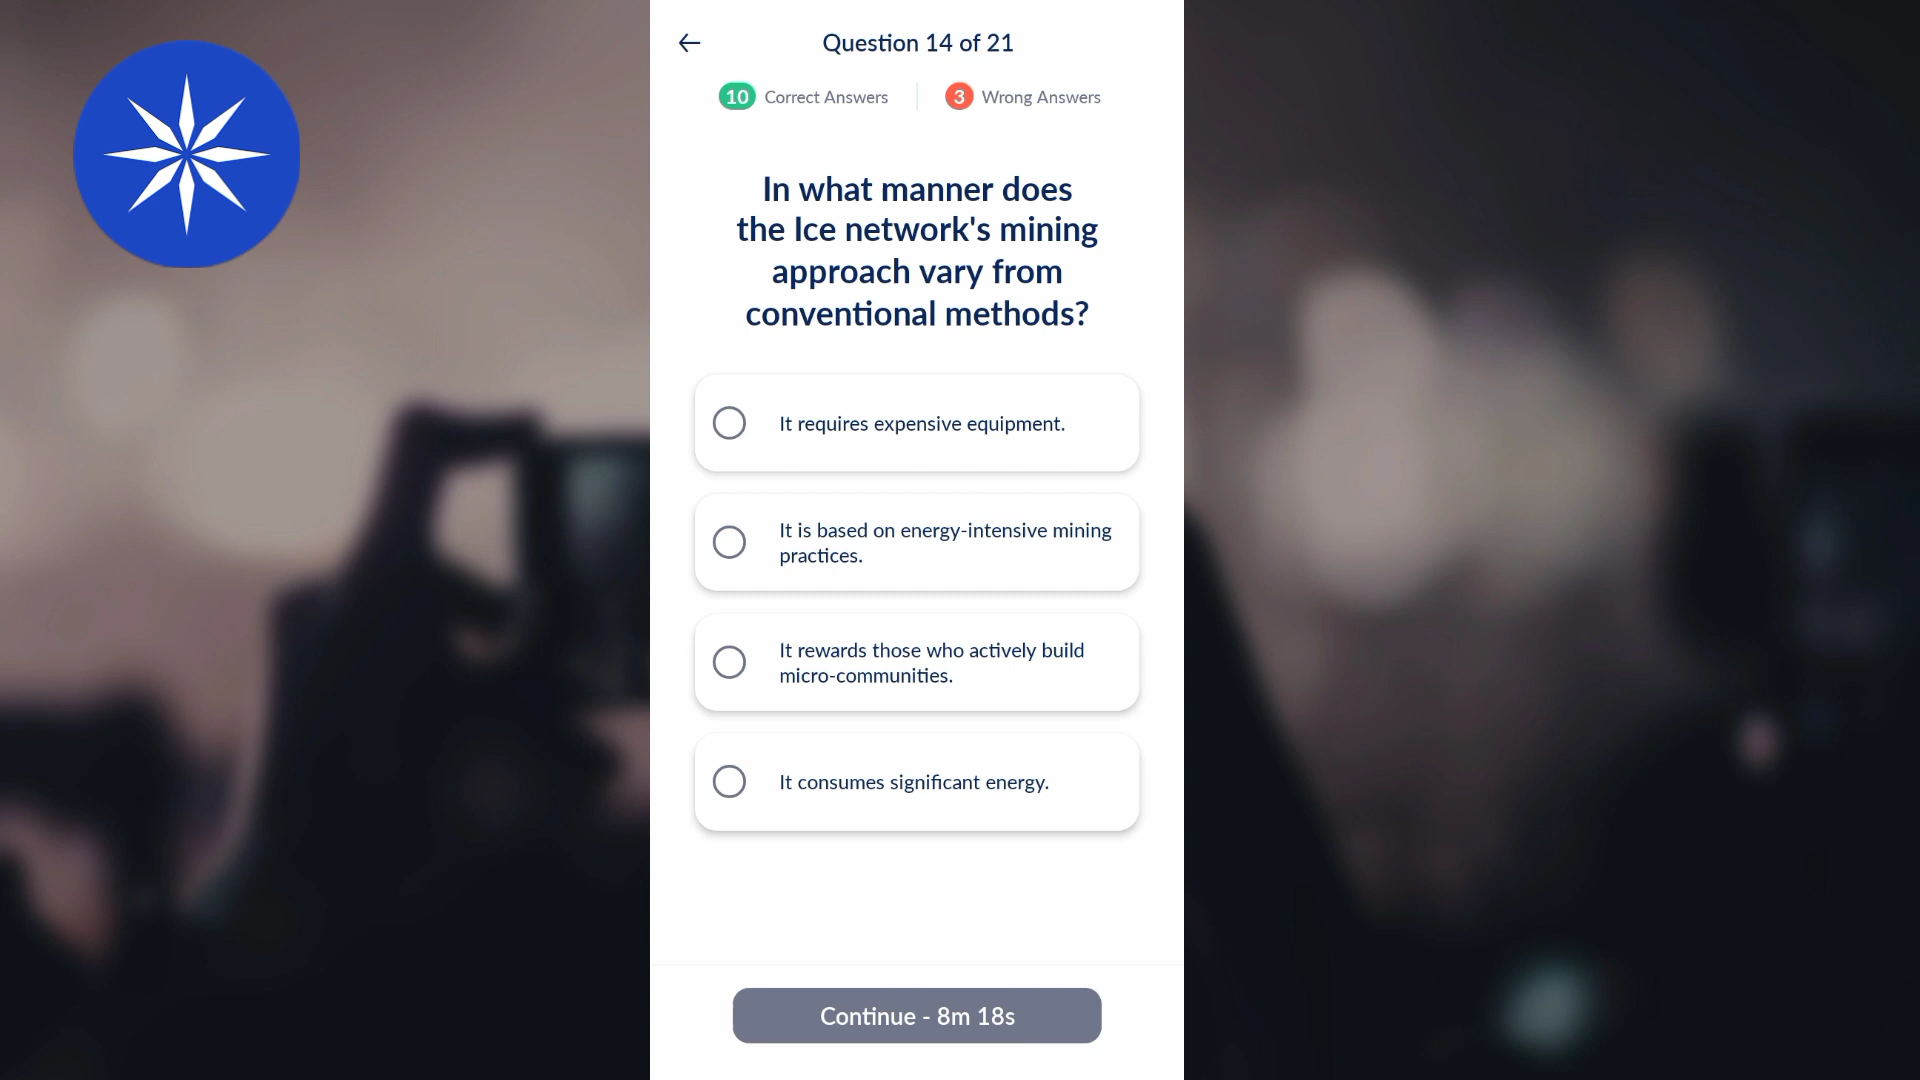 Question 14 of 21
10 Correct Answers 3 Wrong Answers
In what manner does
the Ice network's mining
approach vary from
conventional methods?
It requires expensive equipment.
It is based on energy-intensive mining
practices.
It rewards those who actively build
micro-communities.
It consumes significant energy.
Continue - 8m 18s